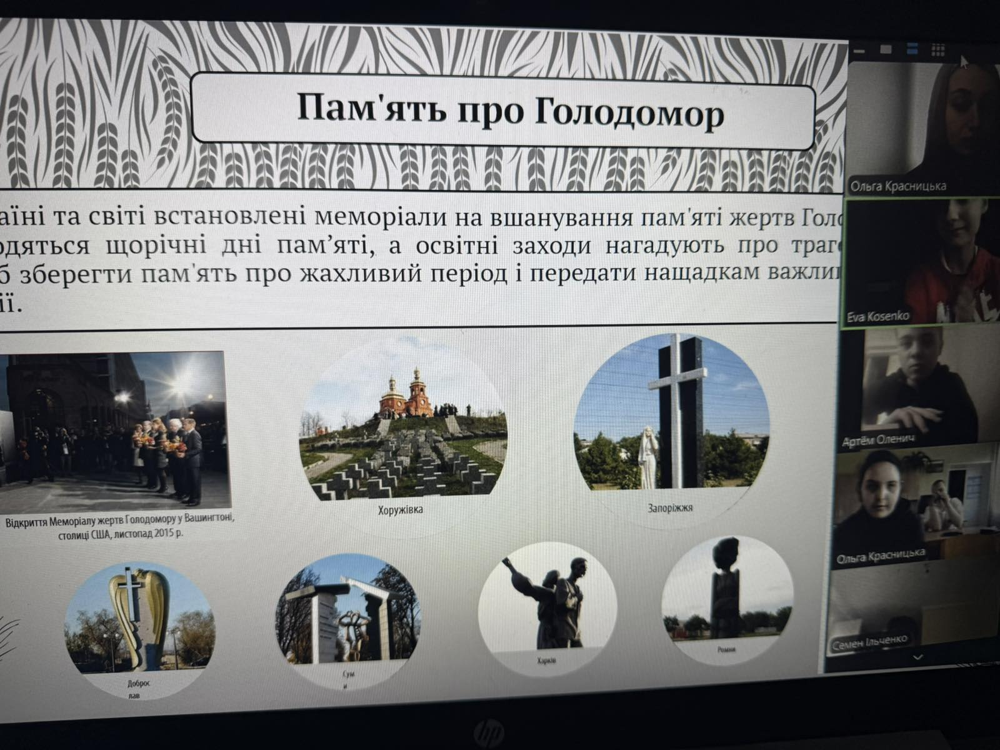 Пам'ять про Голодомор
аїні та світі встановлені меморіали на вшанування пам'яті жертв Голо
одяться щорічні дні пам’яті, а освітні заходи нагадують про траге
б зберегти пам'ять про жахливий період і передати нащадкам важли
ії.
Відкриття Меморіалу жертв Голодомору у Вашингтоні,
столиці США, листопад 2015 р.
Хоружівка
Запоріжжя
Доброс
лав
Сум
и
Харків
Ромни
Ольга Красницька
Eva Kosenko
Артём Оленич
Ольга Красницька
Семен Ільченко
hp